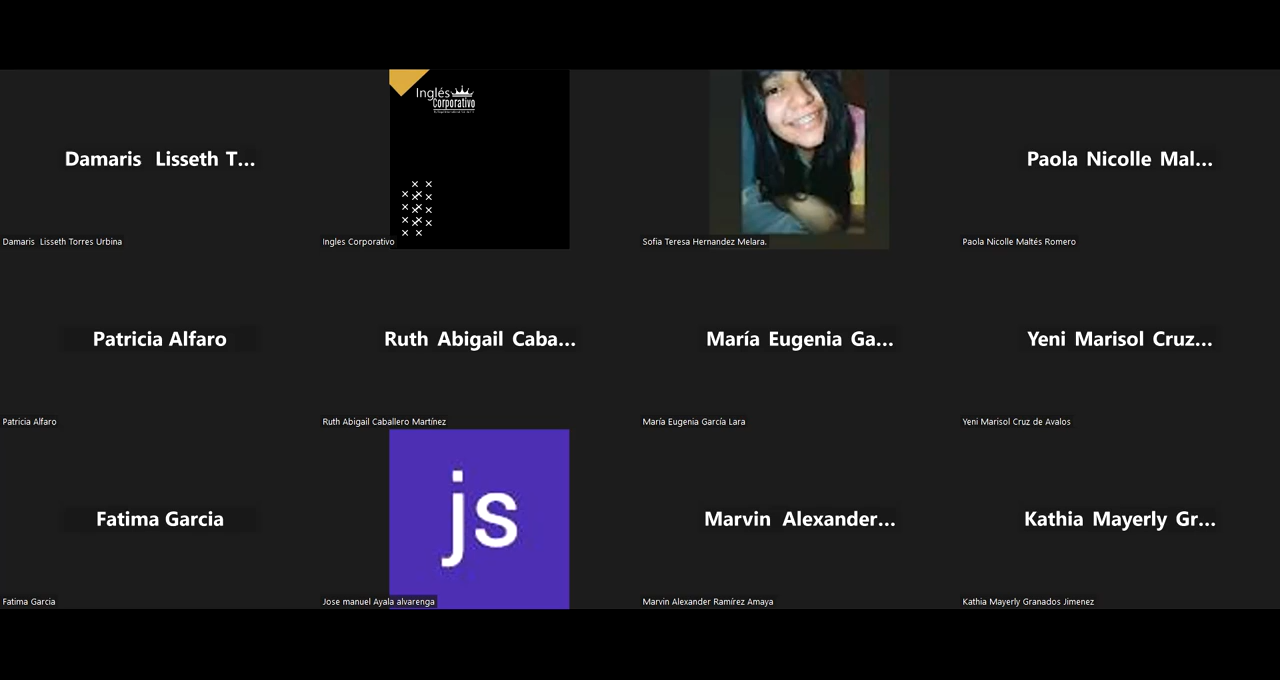 Damaris Lisseth T...
Inglés
Corporativo
Paola Nicolle Mal...
Damaris Lisseth Torres Urbina
Ingles Corporativo
Sofia Teresa Hernandez Melara.
Paola Nicolle Maltés Romero
Patricia Alfaro
Ruth Abigail Caba...
María Eugenia Ga...
Yeni Marisol Cruz...
Patricia Alfaro
Ruth Abigail Caballero Martínez
María Eugenia García Lara
Yeni Marisol Cruz de Avalos
Fatima Garcia
js
Marvin Alexander...
Kathia Mayerly Gr...
Fatima Garcia
Jose manuel Ayala alvarenga
Marvin Alexander Ramírez Amaya
Kathia Mayerly Granados Jimenez